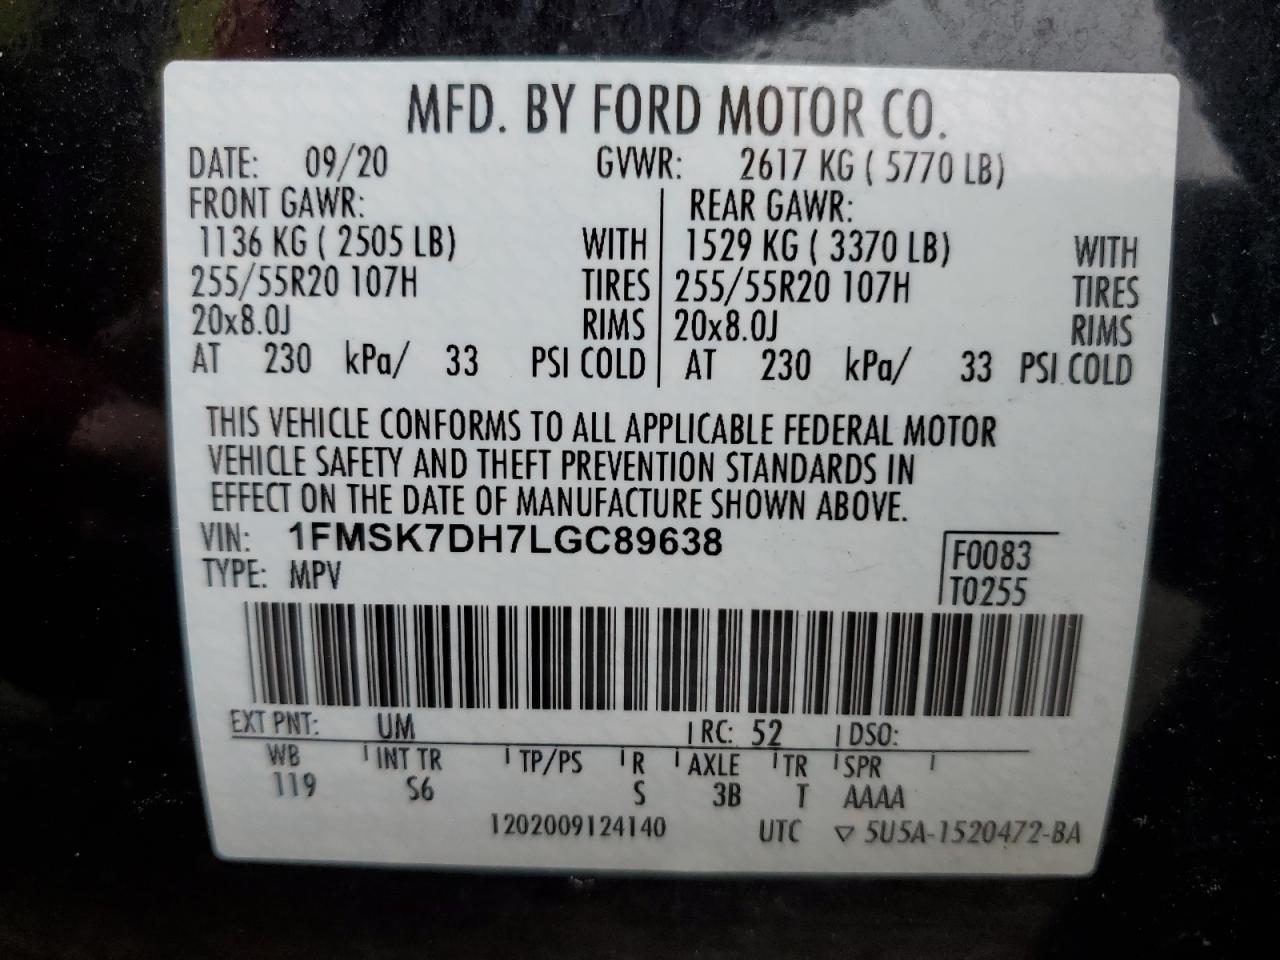 MFD. BY FORD MOTOR CO.
DATE: 09/20 GVWR: 2617 KG ( 5770 LB)
FRONT GAWR: REAR GAWR:
1136 KG ( 2505 LB) WITH 1529 KG ( 3370 LB) WITH
255/55R20 107H TIRES 255/55R20 107H TIRES
20x8.0J RIMS 20x8.0J RIMS
AT 230 kPa/ 33 PSI COLD AT 230 kPa/ 33 PSI COLD
THIS VEHICLE CONFORMS TO ALL APPLICABLE FEDERAL MOTOR
VEHICLE SAFETY AND THEFT PREVENTION STANDARDS IN
EFFECT ON THE DATE OF MANUFACTURE SHOWN ABOVE.
VIN: 1FMSK7DH7LGC89638
TYPE: MPV
F0083
T0255
EXT PNT: UM RC: 52 DSO:
WB INT TR TP/PS R AXLE TR SPR
119 S6 S 3B T AAAA
1202009124140 UTC ▽ 5U5A-1520472-BA